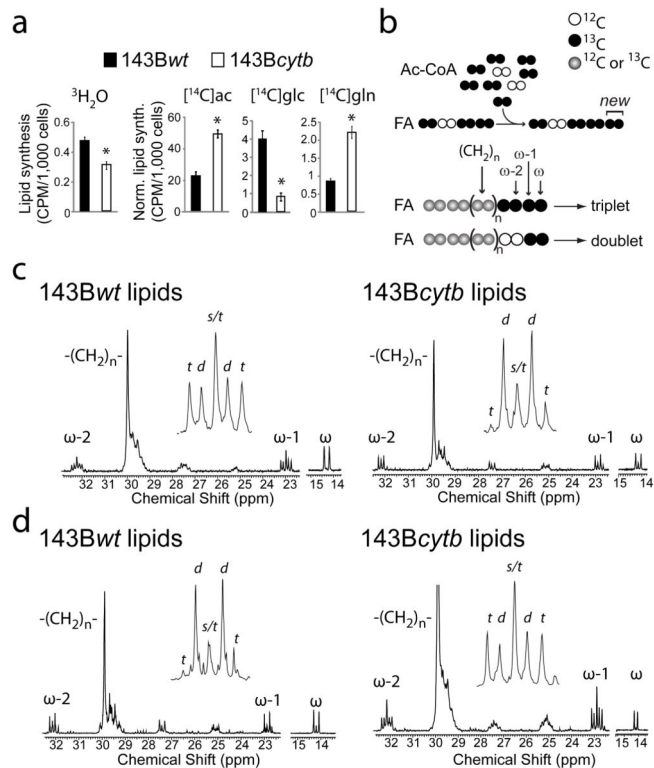 a
143Bwt 143Bcytb
³H₂O [¹⁴C]ac [¹⁴C]glc [¹⁴C]gln
Lipid synthesis
(CPM/1,000 cells)
0.6
0.4
0.2
0
*
Norm. lipid synth.
(CPM/1,000 cells)
60
40
20
0
*
6
4
2
0
*
2.5
2
1.5
1
0.5
0
*
b
¹²C
¹³C
¹²C or ¹³C
Ac-CoA
new
FA
(CH₂)n ω-2 ω-1 ω
FA ( )n triplet
FA ( )n doublet
c
143Bwt lipids
-(CH₂)n-
t d s/t d t
ω-2 ω-1 ω
32 31 30 29 28 27 26 25 24 23 15 14
Chemical Shift (ppm)
143Bcytb lipids
-(CH₂)n-
t d s/t d t
ω-2 ω-1 ω
32 31 30 29 28 27 26 25 24 23 15 14
Chemical Shift (ppm)
d
143Bwt lipids
-(CH₂)n-
t d s/t d t
ω-2 ω-1 ω
32 31 30 29 28 27 26 25 24 23 15 14
Chemical Shift (ppm)
143Bcytb lipids
-(CH₂)n-
t d s/t d t
ω-2 ω-1 ω
32 31 30 29 28 27 26 25 24 23 15 14
Chemical Shift (ppm)